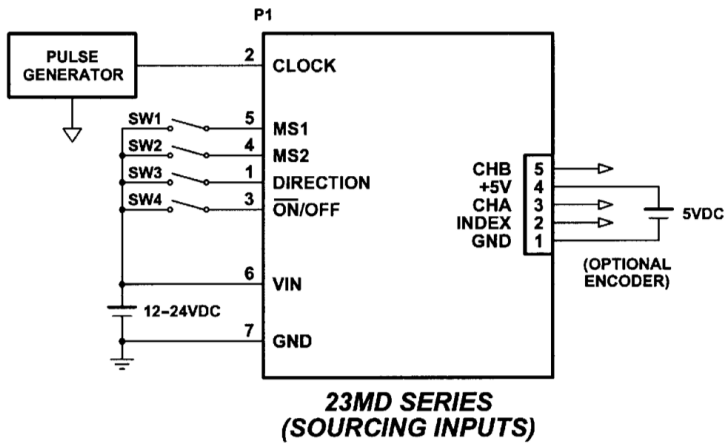 P1
PULSE
GENERATOR
2 CLOCK
SW1 5 MS1
SW2 4 MS2
SW3 1 DIRECTION
SW4 3 ON/OFF
6 VIN
12-24VDC
7 GND
CHB 5
+5V 4
CHA 3
INDEX 2
GND 1
5VDC
(OPTIONAL
ENCODER)
23MD SERIES
(SOURCING INPUTS)